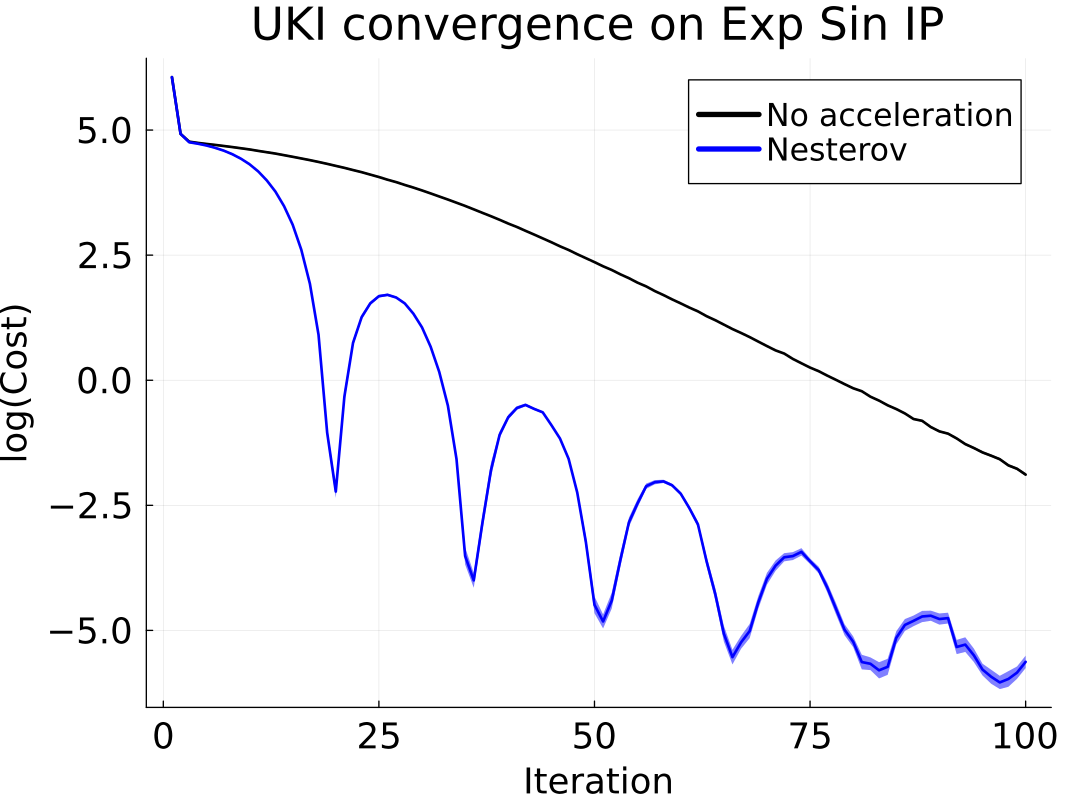 UKI convergence on Exp Sin IP
No acceleration
Nesterov
log(Cost)
5.0
2.5
0.0
−2.5
−5.0
0 25 50 75 100
Iteration